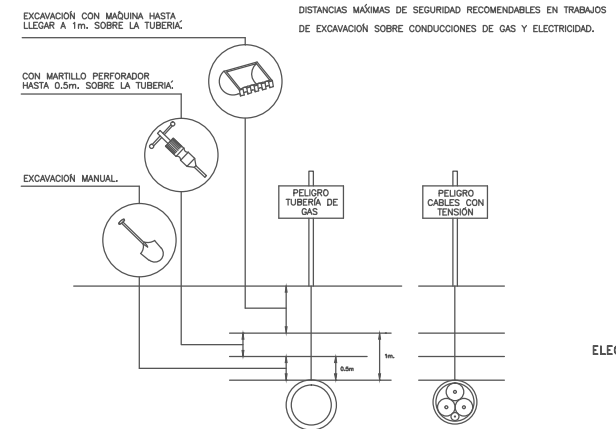 DISTANCIAS MÁXIMAS DE SEGURIDAD RECOMENDABLES EN TRABAJOS
DE EXCAVACIÓN SOBRE CONDUCCIONES DE GAS Y ELECTRICIDAD.
EXCAVACIÓN CON MAQUINA HASTA
LLEGAR A 1m. SOBRE LA TUBERIA.
CON MARTILLO PERFORADOR
HASTA 0.5m. SOBRE LA TUBERIA.
EXCAVACION MANUAL.
PELIGRO
TUBERÍA DE
GAS
PELIGRO
CABLES CON
TENSIÓN
1m.
0.5m
ELEC